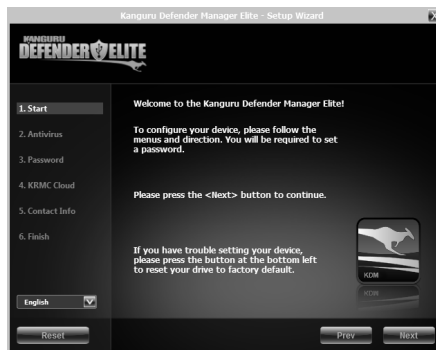 Kanguru Defender Manager Elite - Setup Wizard
X
KANGURU
DEFENDER ELITE
1. Start
2. Antivirus
3. Password
4. KRMC Cloud
5. Contact Info
6. Finish
English
Reset
Welcome to the Kanguru Defender Manager Elite!
To configure your device, please follow the
menus and direction. You will be required to set
a password.
Please press the <Next> button to continue.
If you have trouble setting your device,
please press the button at the bottom left
to reset your drive to factory default.
KDM
Prev
Next